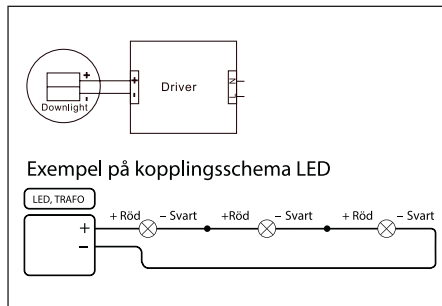 +
-
Downlight
+
-
Driver
N
L
Exempel på kopplingsschema LED
LED, TRAFO
+
–
+ Röd
– Svart
+Röd
– Svart
+ Röd
– Svart